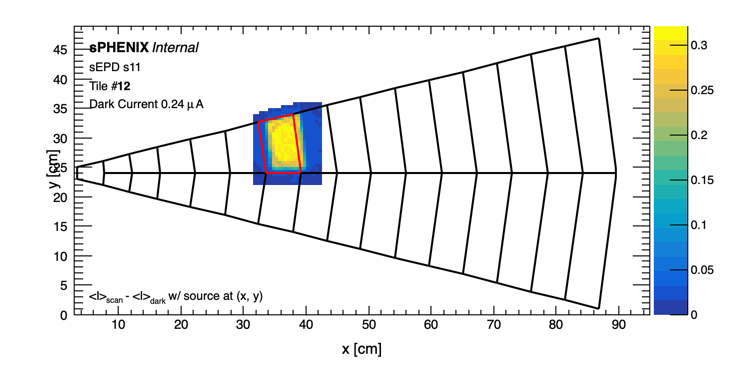 sPHENIX Internal
sEPD s11
Tile #12
Dark Current 0.24 μA
<I>scan - <I>dark w/ source at (x, y)
y [cm]
45
40
35
30
25
20
15
10
5
0
10 20 30 40 50 60 70 80 90
x [cm]
0.3
0.25
0.2
0.15
0.1
0.05
0